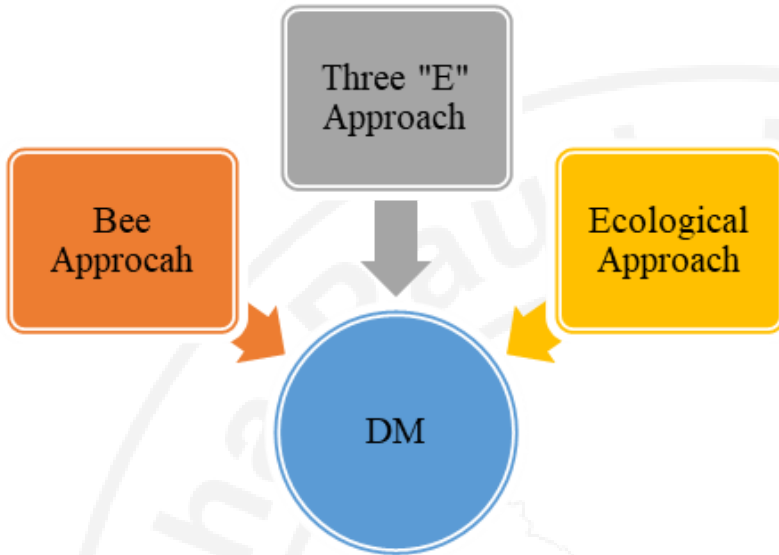 Three "E"
Approach
Bee
Approcah
Ecological
Approach
DM